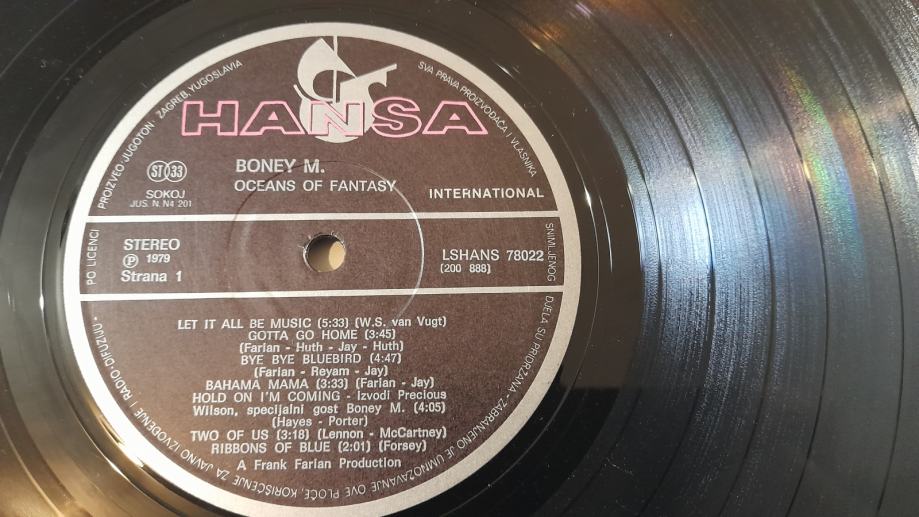 HANSA
PROIZVEO JUGOTON - ZAGREB, YUGOSLAVIA
SVA PRAVA PROIZVOĐAČA I VLASNIKA
ST 33
SOKOJ
JUS. N. N4 201
BONEY M.
OCEANS OF FANTASY
INTERNATIONAL
PO LICENCI
STEREO
Ⓟ 1979
Strana 1
LSHANS 78022
(200 888)
SNIMLJENOG
LET IT ALL BE MUSIC (5:33) (W.S. van Vugt)
GOTTA GO HOME (3:45)
(Farian - Huth - Jay - Huth)
BYE BYE BLUEBIRD (4:47)
(Farian - Reyam - Jay)
BAHAMA MAMA (3:33) (Farian - Jay)
HOLD ON I'M COMING - Izvodi Precious
Wilson, specijalni gost Boney M. (4:05)
(Hayes - Porter)
TWO OF US (3:18) (Lennon - McCartney)
RIBBONS OF BLUE (2:01) (Forsey)
A Frank Farian Production
DJELA SU PRIDRŽANA - ZABRANJENO JE UMNOŽAVANJE OVE PLOČE, KORIŠĆENJE ZA JAVNO IZVOĐENJE I RADIO-DIFUZIJU •